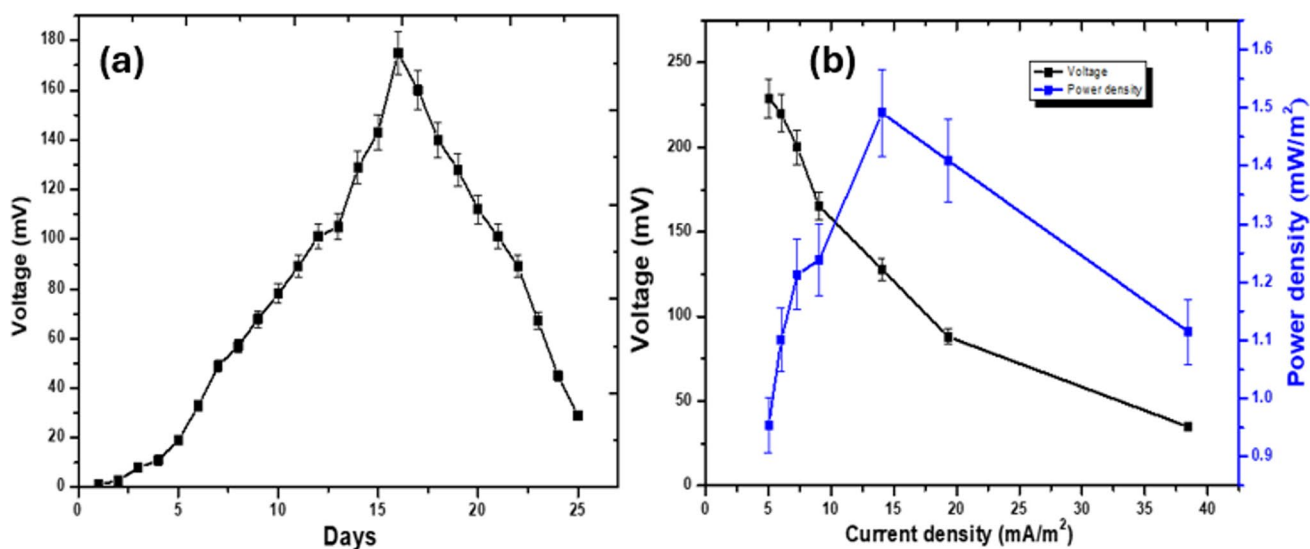 (a)
180
160
140
120
100
80
60
40
20
0
Voltage (mV)
0 5 10 15 20 25
Days
(b)
Voltage
Power density
250
200
150
100
50
0
Voltage (mV)
1.6
1.5
1.4
1.3
1.2
1.1
1.0
0.9
Power density (mW/m²)
0 5 10 15 20 25 30 35 40
Current density (mA/m²)